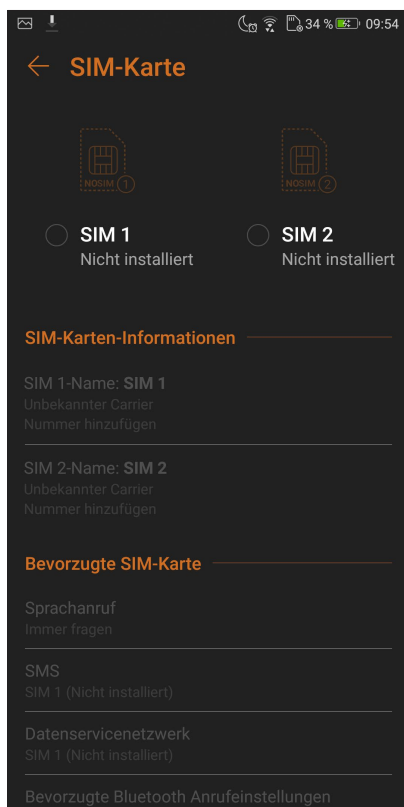 34 % 09:54
SIM-Karte
NOSIM 1 NOSIM 2
SIM 1 SIM 2
Nicht installiert Nicht installiert
SIM-Karten-Informationen
SIM 1-Name: SIM 1
Unbekannter Carrier
Nummer hinzufügen
SIM 2-Name: SIM 2
Unbekannter Carrier
Nummer hinzufügen
Bevorzugte SIM-Karte
Sprachanruf
Immer fragen
SMS
SIM 1 (Nicht installiert)
Datenservicenetzwerk
SIM 1 (Nicht installiert)
Bevorzugte Bluetooth Anrufeinstellungen